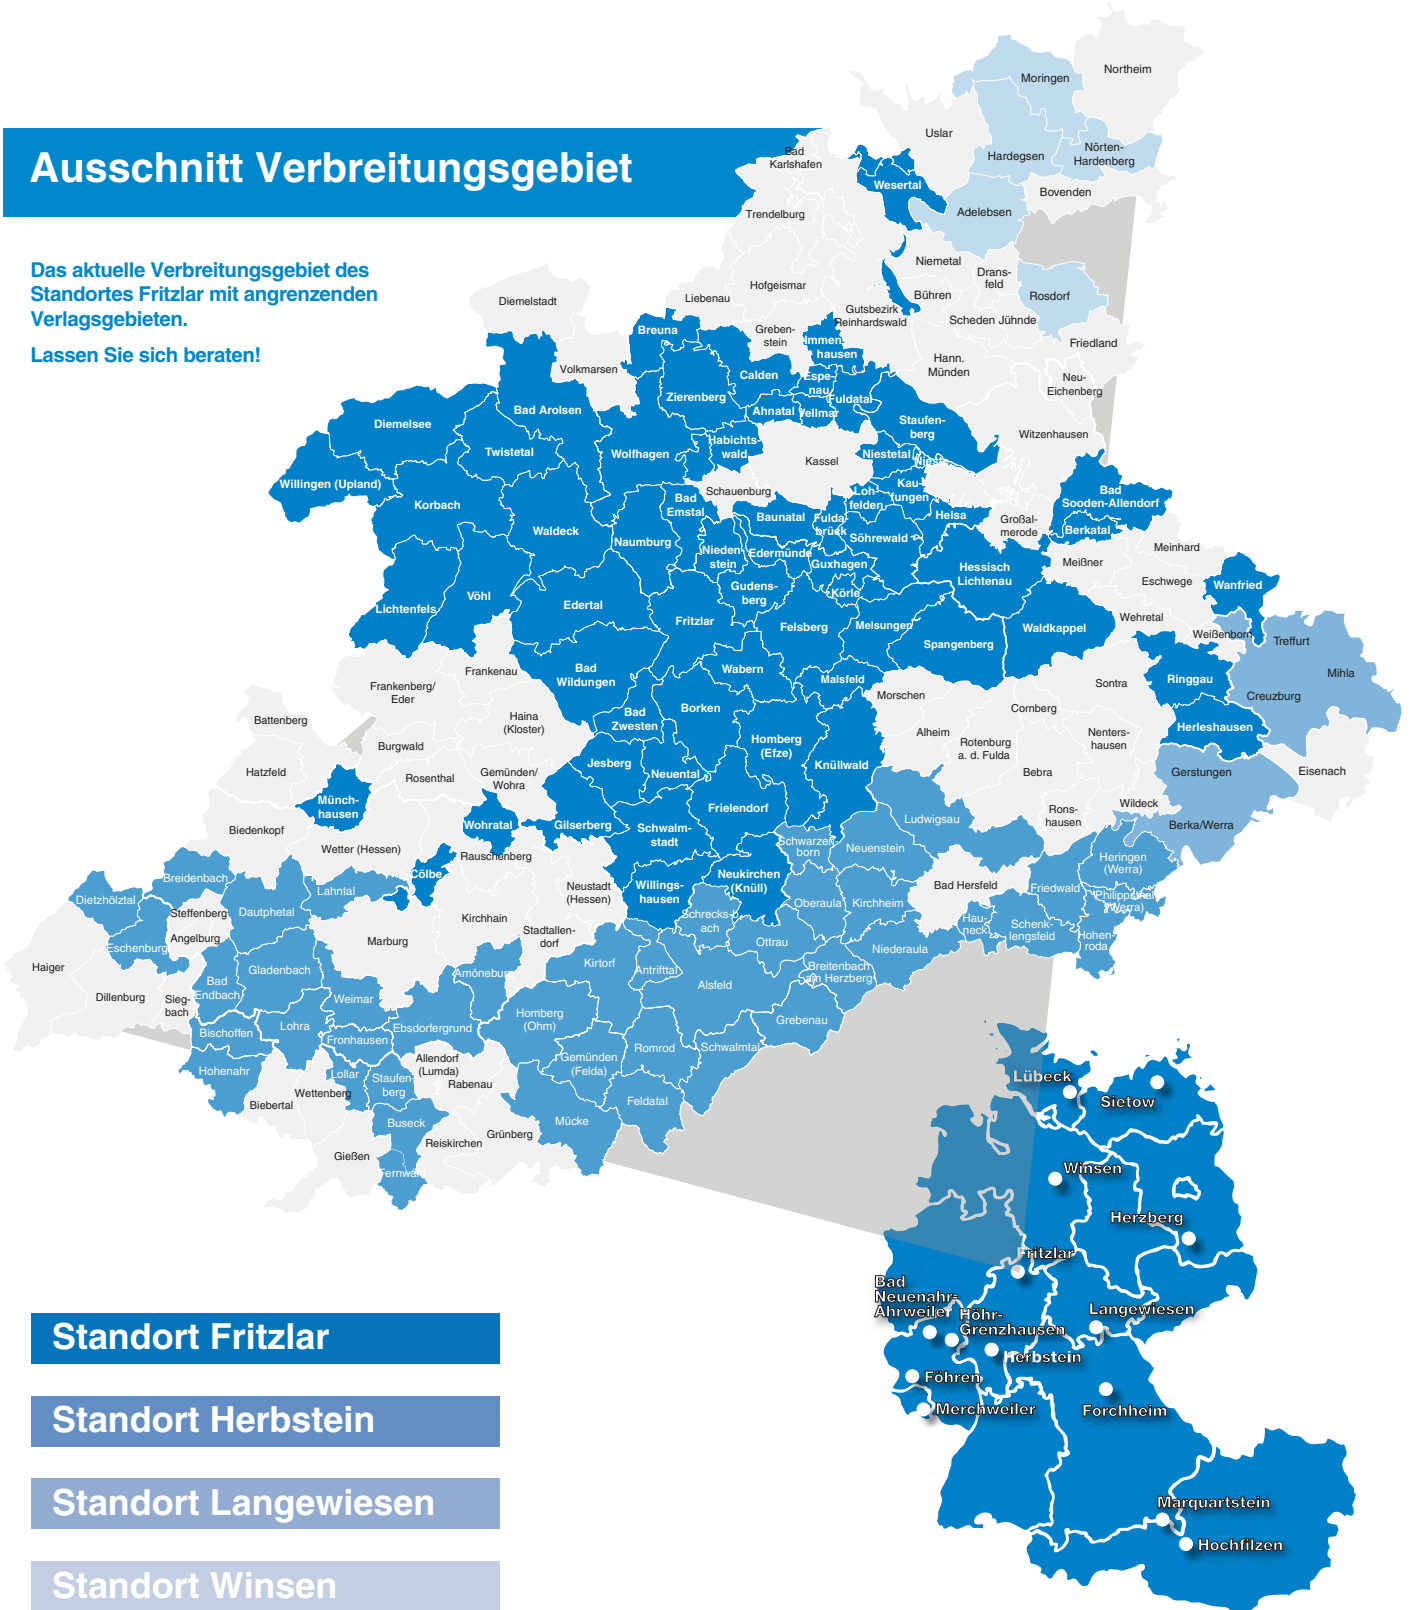 Ausschnitt Verbreitungsgebiet
Das aktuelle Verbreitungsgebiet des
Standortes Fritzlar mit angrenzenden
Verlagsgebieten.
Lassen Sie sich beraten!
Northeim
Moringen
Uslar
Hardegsen
Nörten-
Hardenberg
Bad
Karlshafen
Wesertal
Bovenden
Adelebsen
Trendelburg
Niemetal
Drans-
feld
Hofgeismar
Bühren
Rosdorf
Liebenau
Diemelstadt
Gutsbezirk
Reinhardswald
Scheden
Jühnde
Breuna
Greben-
stein
Immen-
hausen
Friedland
Hann.
Münden
Volkmarsen
Calden
Espe-
nau
Neu-
Eichenberg
Zierenberg
Fuldatal
Bad Arolsen
Ahnatal
Vellmar
Diemelsee
Staufen-
berg
Witzenhausen
Twistetal
Wolfhagen
Habichts-
wald
Kassel
Niestetal
Willingen (Upland)
Schauenburg
Kau-
fungen
Loh-
felden
Bad
Sooden-Allendorf
Korbach
Bad
Emstal
Baunatal
Fulda-
brück
Helsa
Großal-
merode
Berkatal
Waldeck
Naumburg
Söhrewald
Meinhard
Nieden-
stein
Edermünde
Guxhagen
Meißner
Hessisch
Lichtenau
Eschwege
Wanfried
Gudens-
berg
Körle
Vöhl
Edertal
Lichtenfels
Fritzlar
Felsberg
Melsungen
Waldkappel
Wehretal
Weißenborn
Treffurt
Spangenberg
Frankenau
Bad
Wildungen
Wabern
Malsfeld
Sontra
Ringgau
Mihla
Frankenberg/
Eder
Morschen
Creuzburg
Borken
Cornberg
Battenberg
Haina
(Kloster)
Bad
Zwesten
Alheim
Herleshausen
Burgwald
Homberg
(Efze)
Rotenburg
a. d. Fulda
Nenters-
hausen
Jesberg
Neuental
Knüllwald
Bebra
Gerstungen
Eisenach
Hatzfeld
Rosenthal
Gemünden/
Wohra
Münch-
hausen
Frielendorf
Wildeck
Rons-
hausen
Biedenkopf
Wohratal
Gilserberg
Schwalm-
stadt
Ludwigsau
Berka/Werra
Wetter (Hessen)
Schwarzen-
born
Neuenstein
Rauschenberg
Heringen
(Werra)
Breidenbach
Cölbe
Neukirchen
(Knüll)
Lahntal
Willings-
hausen
Neustadt
(Hessen)
Bad Hersfeld
Friedwald
Philippsthal
(Werra)
Dietzhölztal
Steffenberg
Dautphetal
Kirchhain
Schrecks-
bach
Oberaula
Kirchheim
Hau-
neck
Schenk-
lengsfeld
Hohen-
roda
Angelburg
Stadtallen-
dorf
Eschenburg
Marburg
Ottrau
Niederaula
Haiger
Gladenbach
Kirtorf
Antrifttal
Breitenbach
am Herzberg
Amöneburg
Bad
Endbach
Alsfeld
Dillenburg
Sieg-
bach
Weimar
Homberg
(Ohm)
Grebenau
Bischoffen
Lohra
Ebsdorfergrund
Fronhausen
Romrod
Schwalmtal
Gemünden
(Felda)
Allendorf
(Lumda)
Hohenahr
Lollar
Staufen-
berg
Rabenau
Wettenberg
Biebertal
Feldatal
Buseck
Mücke
Grünberg
Reiskirchen
Gießen
Fernwald
Lübeck
Sietow
Winsen
Herzberg
Fritzlar
Bad
Neuenahr-
Ahrweiler
Höhr-
Grenzhausen
Langewiesen
Herbstein
Föhren
Merchweiler
Forchheim
Marquartstein
Hochfilzen
Standort Fritzlar
Standort Herbstein
Standort Langewiesen
Standort Winsen